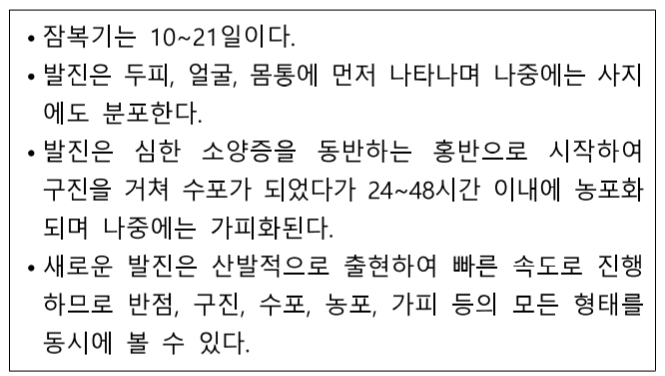 • 잠복기는 10~21일이다.
• 발진은 두피, 얼굴, 몸통에 먼저 나타나며 나중에는 사지
에도 분포한다.
• 발진은 심한 소양증을 동반하는 홍반으로 시작하여
구진을 거쳐 수포가 되었다가 24~48시간 이내에 농포화
되며 나중에는 가피화된다.
• 새로운 발진은 산발적으로 출현하여 빠른 속도로 진행
하므로 반점, 구진, 수포, 농포, 가피 등의 모든 형태를
동시에 볼 수 있다.